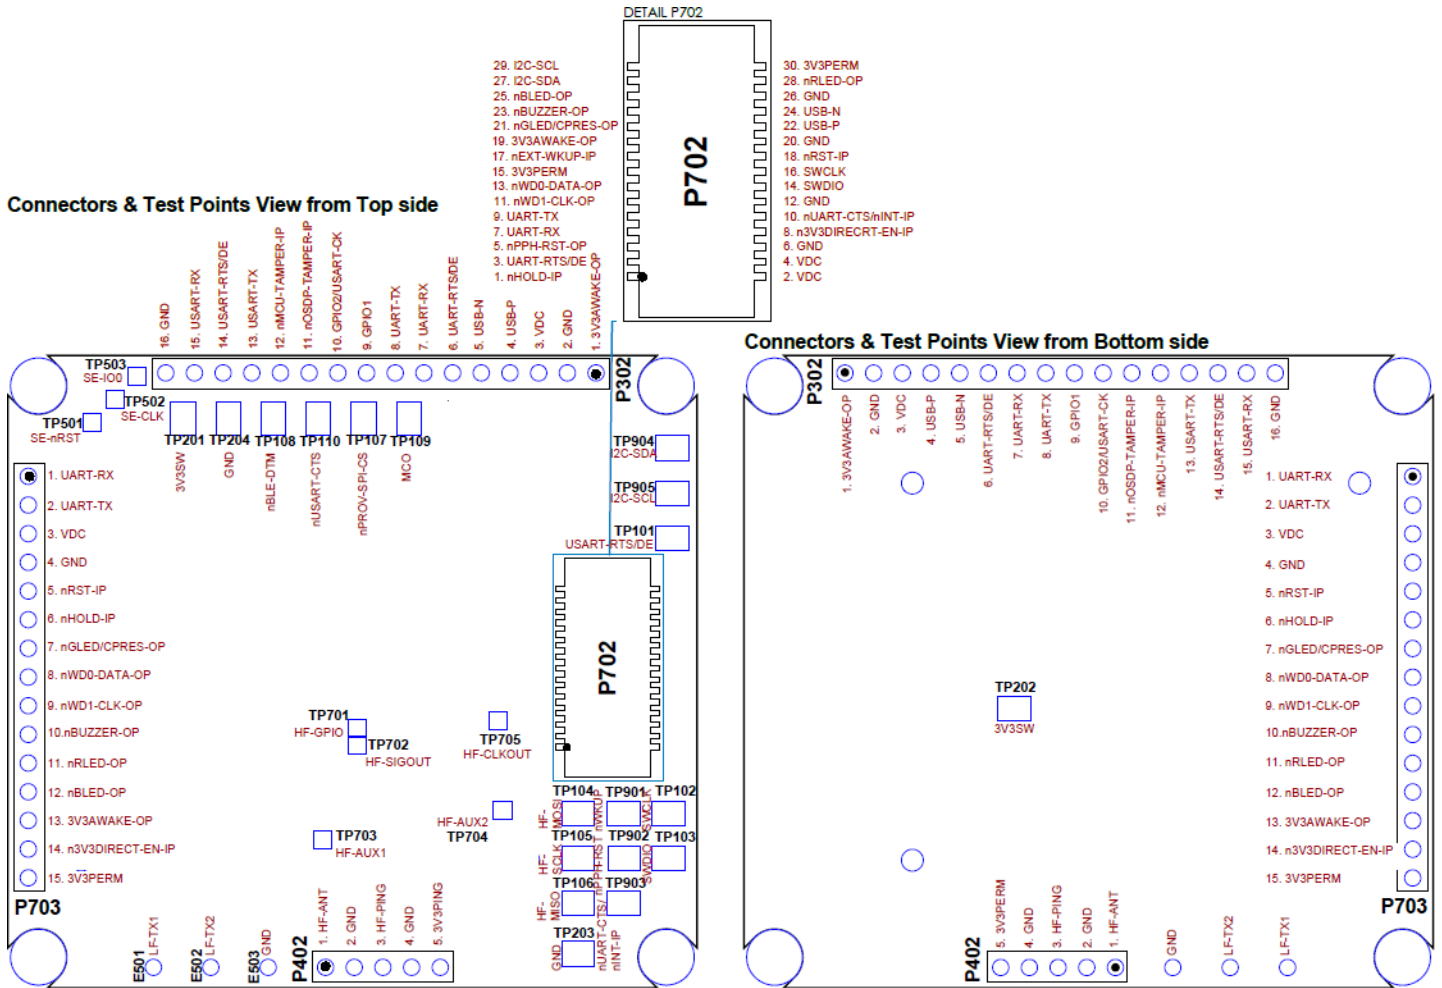 DETAIL P702
29. I2C-SCL
27. I2C-SDA
25. nBLED-OP
23. nBUZZER-OP
21. nGLED/CPRES-OP
19. 3V3AWAKE-OP
17. nEXT-WKUP-IP
15. 3V3PERM
13. nWD0-DATA-OP
11. nWD1-CLK-OP
9. UART-TX
7. UART-RX
5. nPPH-RST-OP
3. UART-RTS/DE
1. nHOLD-IP
P702
30. 3V3PERM
28. nRLED-OP
26. GND
24. USB-N
22. USB-P
20. GND
18. nRST-IP
16. SWCLK
14. SWDIO
12. GND
10. nUART-CTS/nINT-IP
8. n3V3DIRECRT-EN-IP
6. GND
4. VDC
2. VDC
Connectors & Test Points View from Top side
16. GND
15. USART-RX
14. USART-RTS/DE
13. USART-TX
12. nMCU-TAMPER-IP
11. nOSDP-TAMPER-IP
10. GPIO2/USART-CK
9. GPIO1
8. UART-TX
7. UART-RX
6. UART-RTS/DE
5. USB-N
4. USB-P
3. VDC
2. GND
1. 3V3AWAKE-OP
P302
TP503
SE-IO0
TP502
SE-CLK
TP501
SE-nRST
TP201
3V3SW
TP204
GND
TP108
nBLE-DTM
TP110
nUSART-CTS
TP107
nPROV-SPI-CS
TP109
MCO
TP904
I2C-SDA
TP905
I2C-SCL
TP101
USART-RTS/DE
1. UART-RX
2. UART-TX
3. VDC
4. GND
5. nRST-IP
6. nHOLD-IP
7. nGLED/CPRES-OP
8. nWD0-DATA-OP
9. nWD1-CLK-OP
10.nBUZZER-OP
11. nRLED-OP
12. nBLED-OP
13. 3V3AWAKE-OP
14. n3V3DIRECT-EN-IP
15. 3V3PERM
P703
P702
TP701
HF-GPIO
TP702
HF-SIGOUT
TP705
HF-CLKOUT
HF-AUX2
TP704
TP703
HF-AUX1
TP104
HF-MOSI
TP901
nWKUP
TP102
SWCLK
TP105
HF-SCLK
TP902
nPPH-RST
TP103
SWDIO
TP106
HF-MISO
TP903
nUART-CTS/
nINT-IP
TP203
GND
E501
LF-TX1
E502
LF-TX2
E503
GND
P402
1. HF-ANT
2. GND
3. HF-PING
4. GND
5. 3V3PING
Connectors & Test Points View from Bottom side
P302
1. 3V3AWAKE-OP
2. GND
3. VDC
4. USB-P
5. USB-N
6. UART-RTS/DE
7. UART-RX
8. UART-TX
9. GPIO1
10. GPIO2/USART-CK
11. nOSDP-TAMPER-IP
12. nMCU-TAMPER-IP
13. USART-TX
14. USART-RTS/DE
15. USART-RX
16. GND
1. UART-RX
2. UART-TX
3. VDC
4. GND
5. nRST-IP
6. nHOLD-IP
7. nGLED/CPRES-OP
8. nWD0-DATA-OP
9. nWD1-CLK-OP
10.nBUZZER-OP
11. nRLED-OP
12. nBLED-OP
13. 3V3AWAKE-OP
14. n3V3DIRECT-EN-IP
15. 3V3PERM
P703
TP202
3V3SW
P402
5. 3V3PERM
4. GND
3. HF-PING
2. GND
1. HF-ANT
GND
LF-TX2
LF-TX1